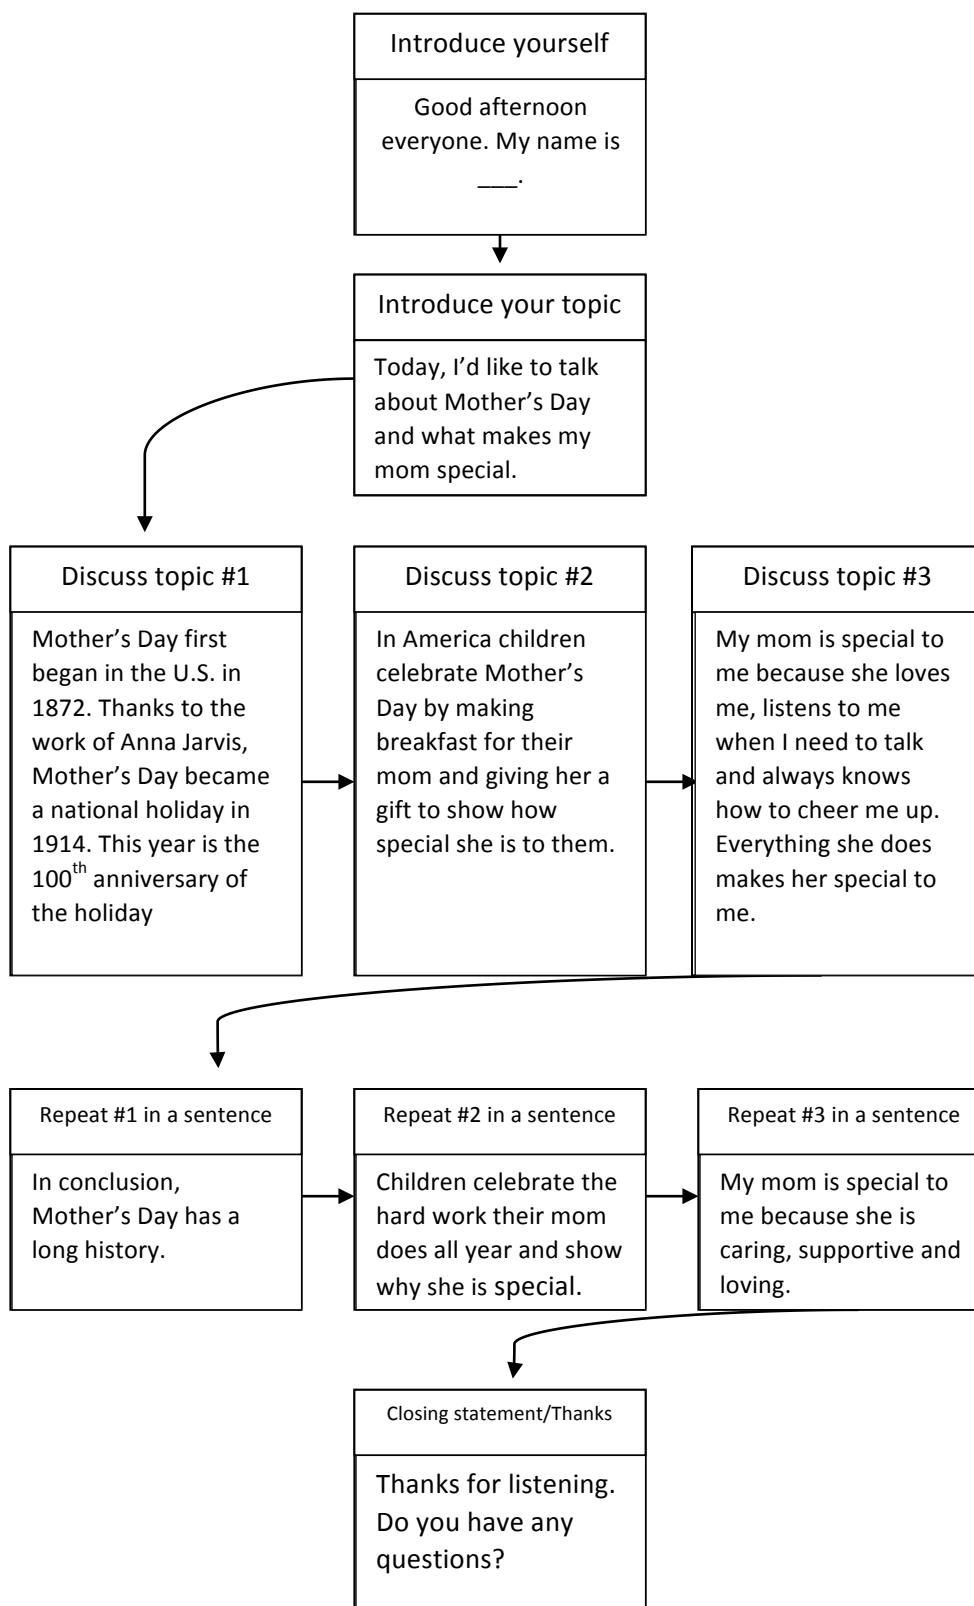 Introduce yourself
Good afternoon
everyone. My name is
___.
Introduce your topic
Today, I’d like to talk
about Mother’s Day
and what makes my
mom special.
Discuss topic #1
Mother’s Day first
began in the U.S. in
1872. Thanks to the
work of Anna Jarvis,
Mother’s Day became
a national holiday in
1914. This year is the
100th anniversary of
the holiday
Discuss topic #2
In America children
celebrate Mother’s
Day by making
breakfast for their
mom and giving her a
gift to show how
special she is to them.
Discuss topic #3
My mom is special to
me because she loves
me, listens to me
when I need to talk
and always knows
how to cheer me up.
Everything she does
makes her special to
me.
Repeat #1 in a sentence
In conclusion,
Mother’s Day has a
long history.
Repeat #2 in a sentence
Children celebrate the
hard work their mom
does all year and show
why she is special.
Repeat #3 in a sentence
My mom is special to
me because she is
caring, supportive and
loving.
Closing statement/Thanks
Thanks for listening.
Do you have any
questions?